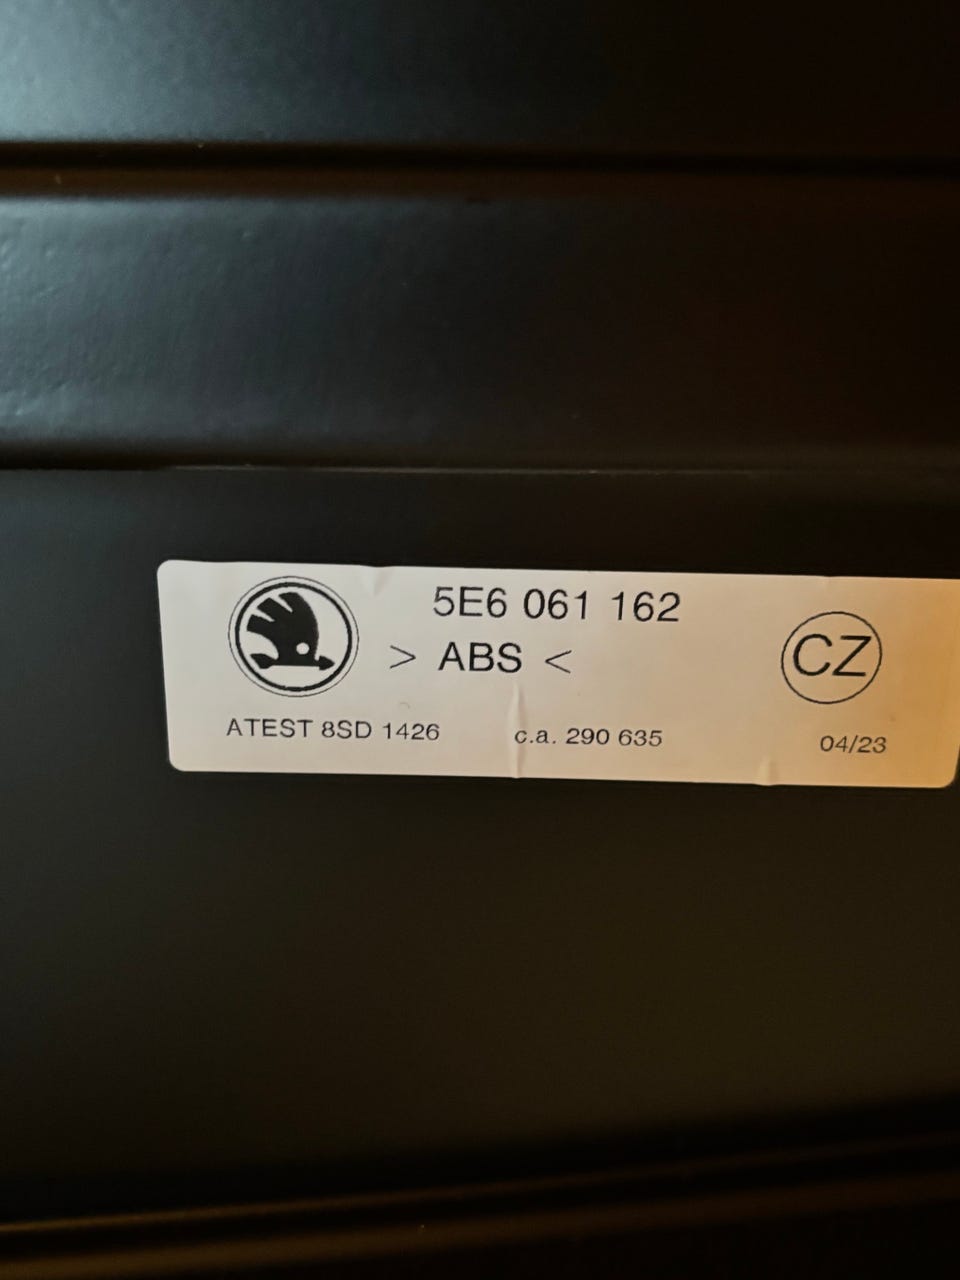 5E6 061 162
> ABS <
CZ
ATEST 8SD 1426 c.a. 290 635 04/23